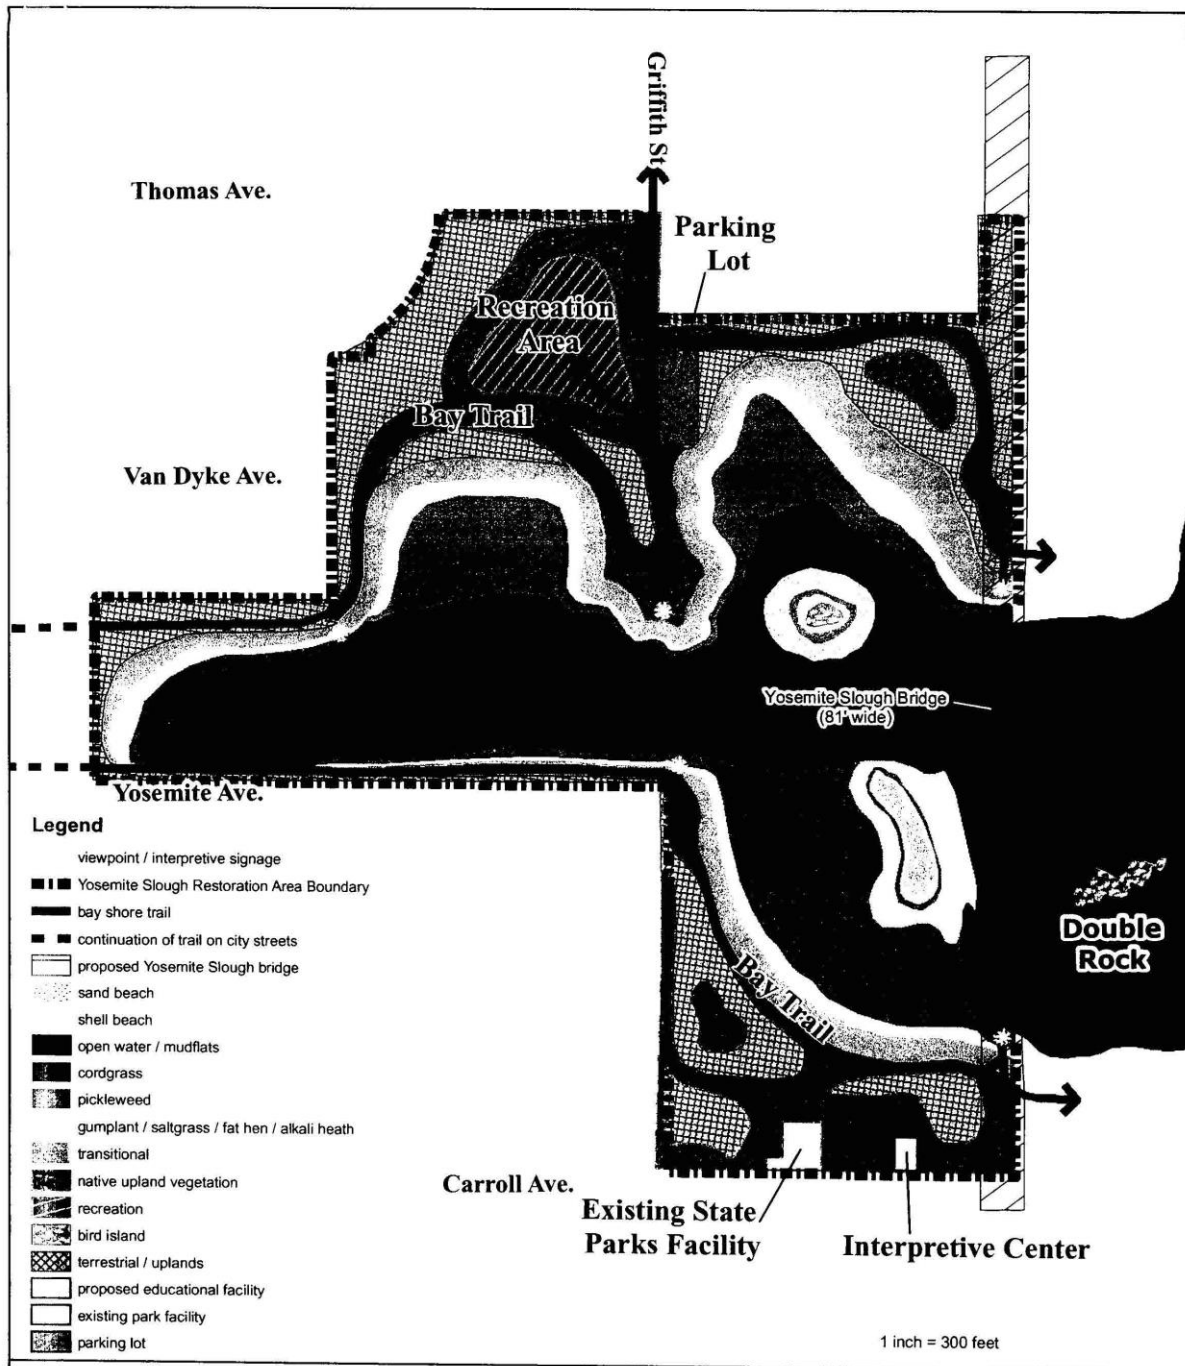 Griffith St
Thomas Ave.
Parking
Lot
Recreation
Area
Bay Trail
Van Dyke Ave.
Yosemite Slough Bridge
(81' wide)
Yosemite Ave.
Double
Rock
Bay Trail
Legend
viewpoint / interpretive signage
Yosemite Slough Restoration Area Boundary
bay shore trail
continuation of trail on city streets
proposed Yosemite Slough bridge
sand beach
shell beach
open water / mudflats
cordgrass
pickleweed
gumplant / saltgrass / fat hen / alkali heath
transitional
native upland vegetation
recreation
bird island
terrestrial / uplands
proposed educational facility
existing park facility
parking lot
Carroll Ave.
Existing State
Parks Facility
Interpretive Center
1 inch = 300 feet